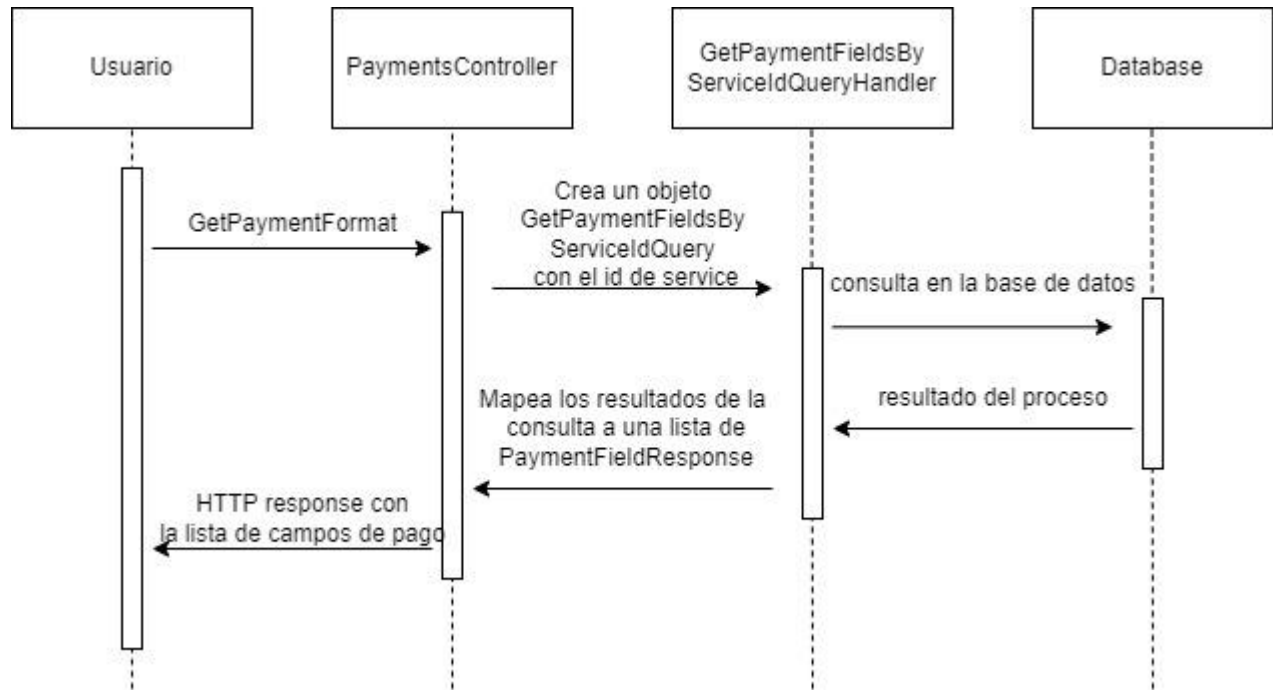 Usuario
PaymentsController
GetPaymentFieldsBy
ServiceIdQueryHandler
Database
GetPaymentFormat
Crea un objeto
GetPaymentFieldsBy
ServiceIdQuery
con el id de service
consulta en la base de datos
resultado del proceso
Mapea los resultados de la
consulta a una lista de
PaymentFieldResponse
HTTP response con
la lista de campos de pago